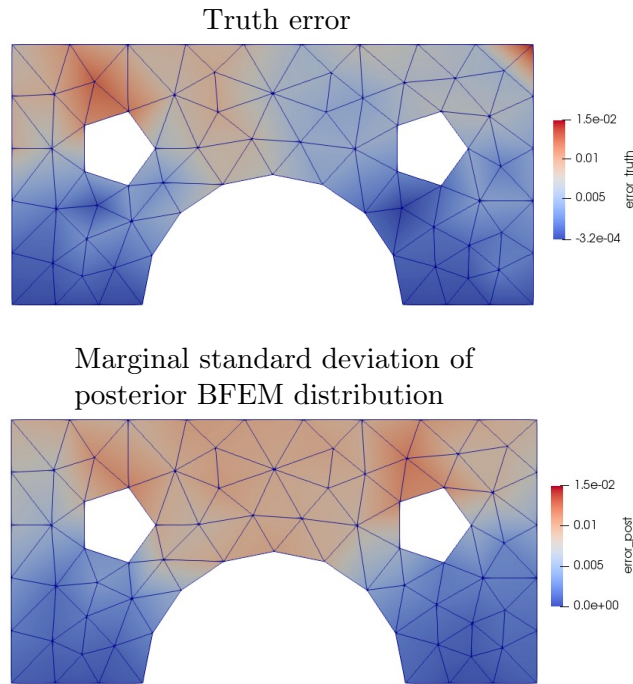 Truth error
1.5e-02
0.01
0.005
-3.2e-04
error_truth
Marginal standard deviation of
posterior BFEM distribution
1.5e-02
0.01
0.005
0.0e+00
error_post